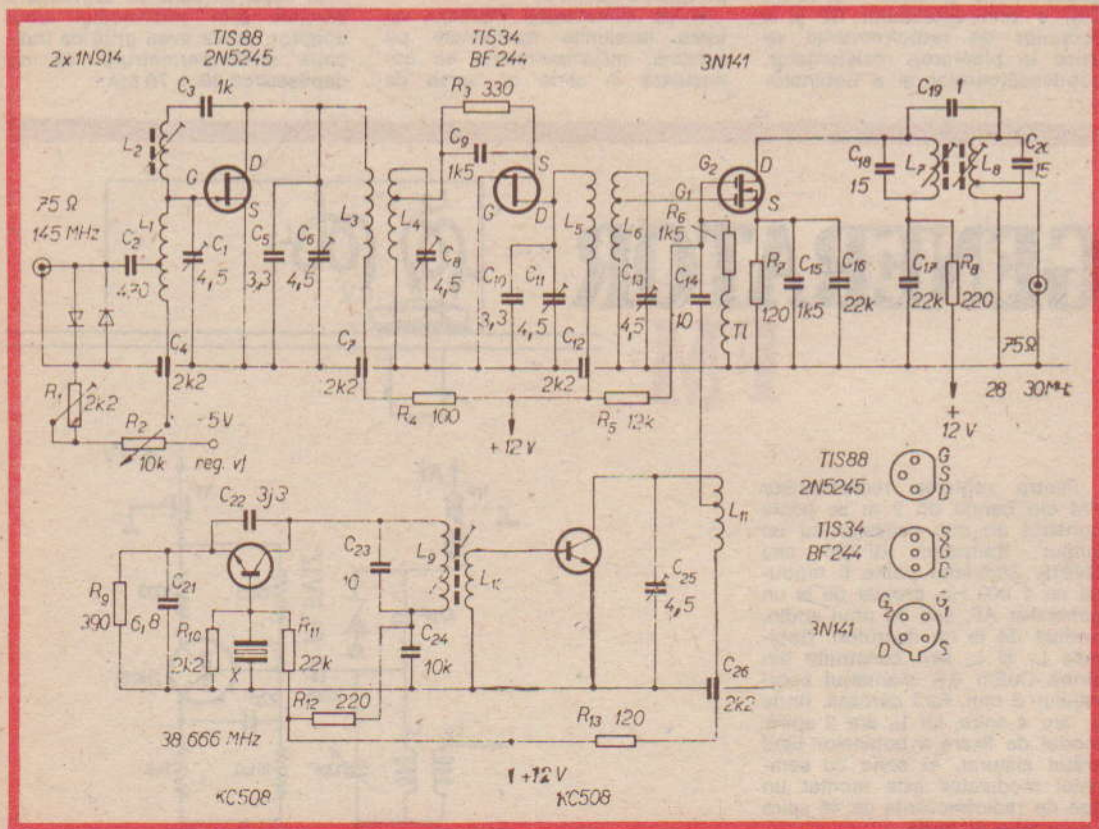 2x1N914
TIS88
2N5245
TIS34
BF244
3N141
C3 1k
L2
G
D
S
75 Ω
145 MHz
C2
470
L1
C1
4,5
C5
3,3
C6
4,5
L3
L4
C8
4,5
R3 330
C9
1k5
S
G
D
C10
3,3
C11
4,5
L5
L6
C13
4,5
G2
G1
D
S
R6
1k5
C14
10
Tl
R7
120
C15
1k5
C16
22k
C17
22k
R8
220
C18
15
L7
L8
C19 1
15
75Ω
28 30MHz
+
12 V
C4
2k2
C7
2k2
R4 100
+12V
C12
2k2
R5 12k
R1
2k2
R2
10k
-5V
reg. vf
C22 3j3
R9
390
C21
6,8
R10
2k2
X
R11
22k
R12 220
C23
10
C24
10k
L9
L10
C25
4,5
L11
C26
2k2
R13 120
38 666 MHz
+12V
KC508
KC508
TIS88
2N5245
G
S
D
TIS34
BF244
S
G
D
3N141
G2
G1
D
S